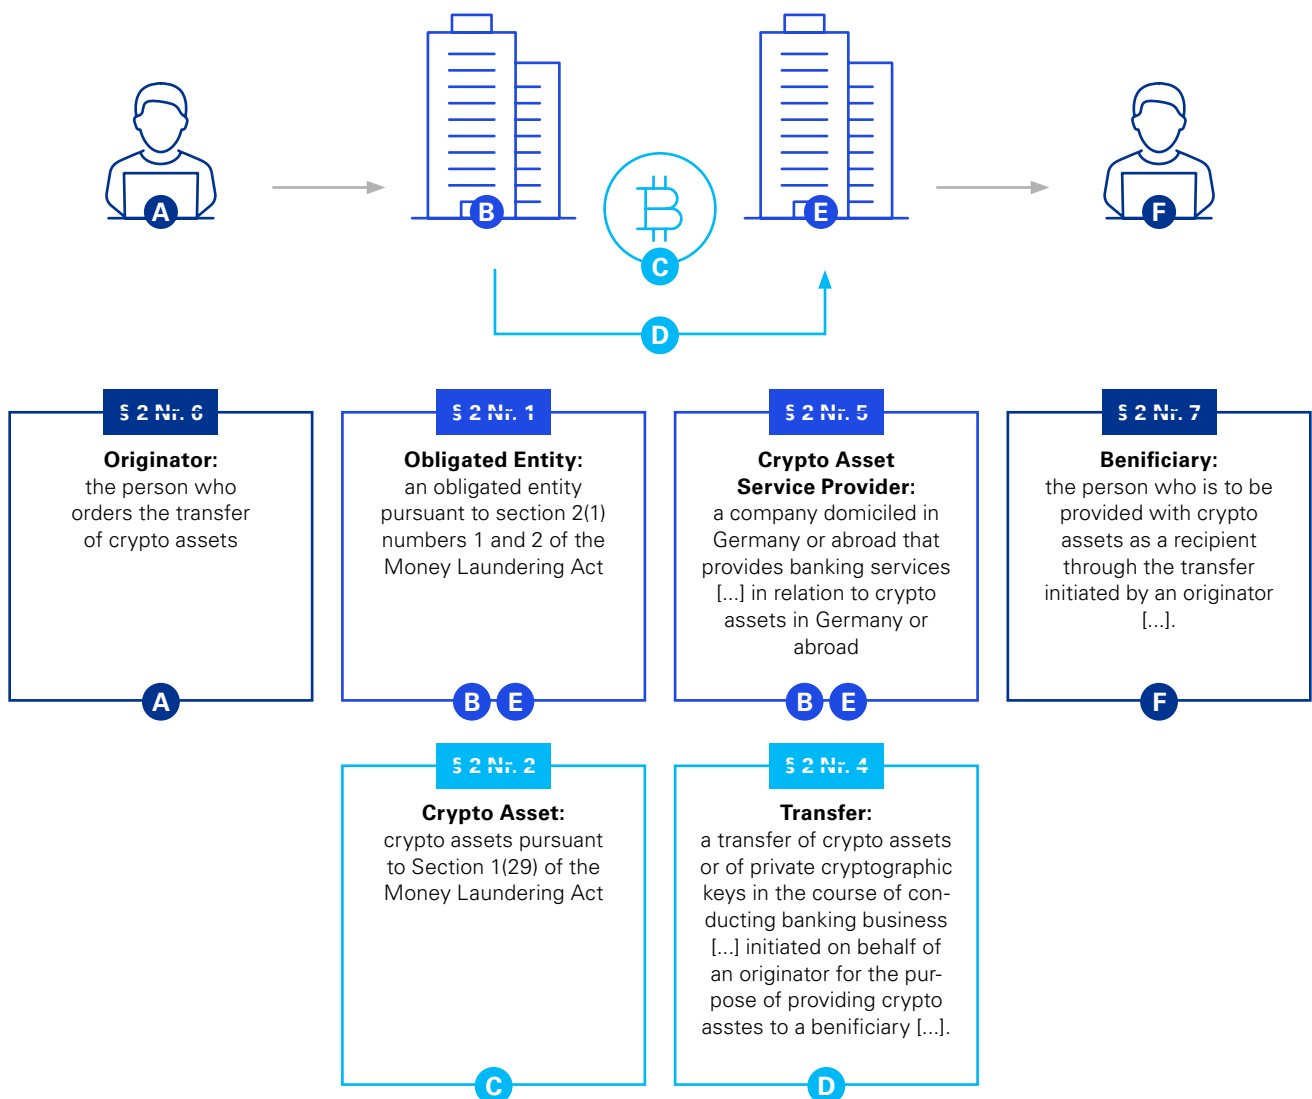 A
B
C
E
F
D
§ 2 Nr. 6
Originator:
the person who
orders the transfer
of crypto assets
A
§ 2 Nr. 1
Obligated Entity:
an obligated entity
pursuant to section 2(1)
numbers 1 and 2 of the
Money Laundering Act
B E
§ 2 Nr. 5
Crypto Asset
Service Provider:
a company domiciled in
Germany or abroad that
provides banking services
[...] in relation to crypto
assets in Germany or
abroad
B E
§ 2 Nr. 7
Benificiary:
the person who is to be
provided with crypto
assets as a recipient
through the transfer
initiated by an originator
[...].
F
§ 2 Nr. 2
Crypto Asset:
crypto assets pursuant
to Section 1(29) of the
Money Laundering Act
C
§ 2 Nr. 4
Transfer:
a transfer of crypto assets
or of private cryptographic
keys in the course of con-
ducting banking business
[...] initiated on behalf of
an originator for the pur-
pose of providing crypto
asstes to a benificiary [...].
D